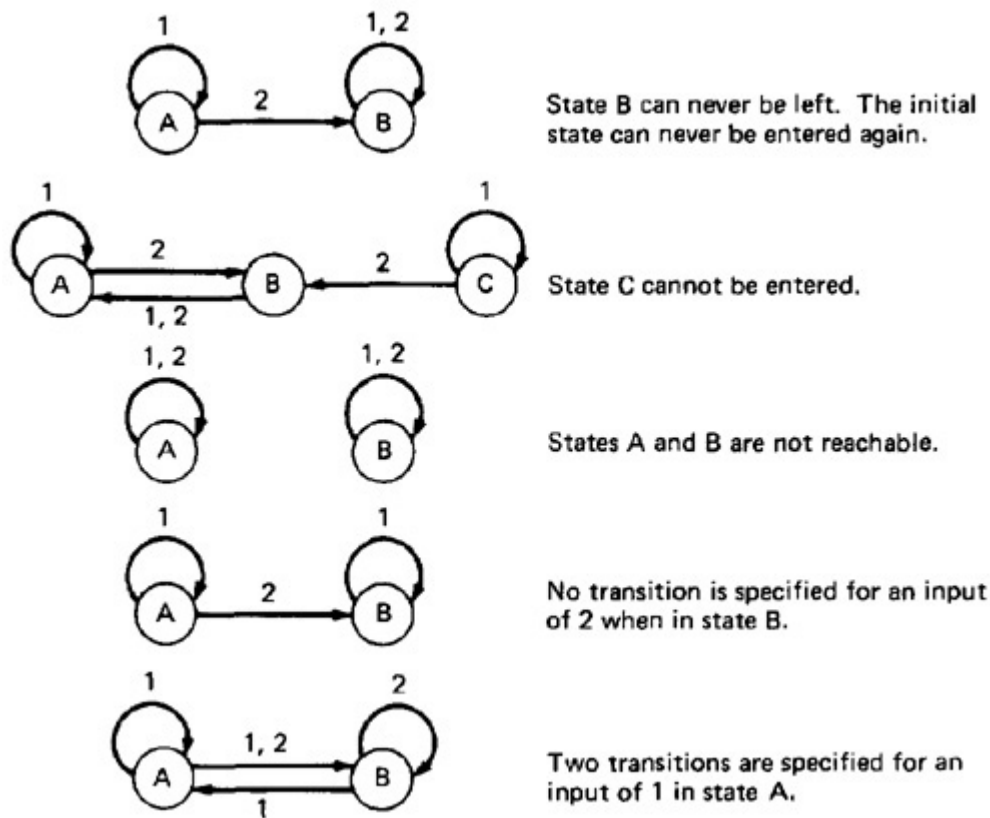 1
1, 2
2
A
B
State B can never be left. The initial
state can never be entered again.
1
1
2
2
A
B
C
State C cannot be entered.
1, 2
1, 2
1, 2
A
B
States A and B are not reachable.
1
1
2
A
B
No transition is specified for an input
of 2 when in state B.
1
2
1, 2
A
B
1
Two transitions are specified for an
input of 1 in state A.